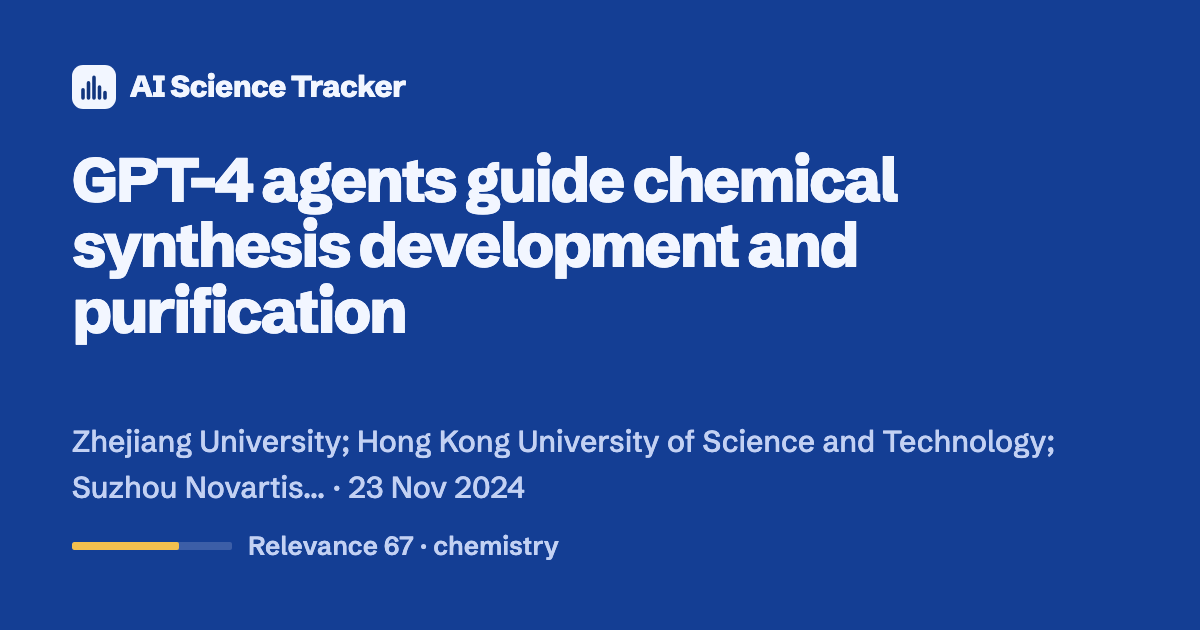 AI Science Tracker
GPT-4 agents guide chemical
synthesis development and
purification
Zhejiang University; Hong Kong University of Science and Technology;
Suzhou Novartis... · 23 Nov 2024
Relevance 67 · chemistry